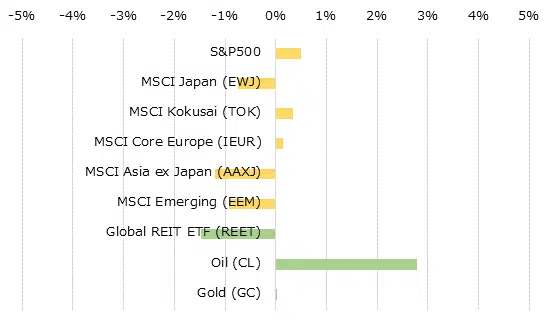 -5% -4% -3% -2% -1% 0% 1% 2% 3% 4% 5%
S&P500
MSCI Japan (EWJ)
MSCI Kokusai (TOK)
MSCI Core Europe (IEUR)
MSCI Asia ex Japan (AAXJ)
MSCI Emerging (EEM)
Global REIT ETF (REET)
Oil (CL)
Gold (GC)